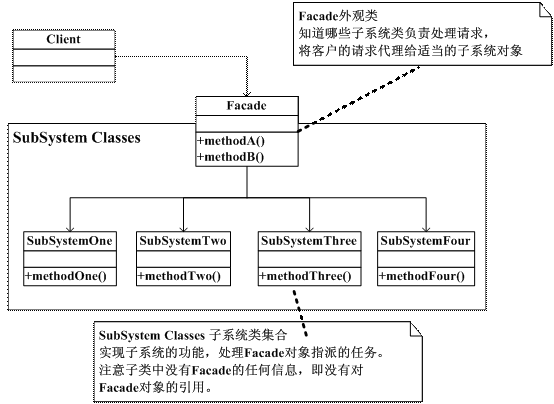 Facade外观类
知道哪些子系统类负责处理请求，
将客户的请求代理给适当的子系统对象
Client
Facade
+methodA()
+methodB()
SubSystem Classes
SubSystemOne
+methodOne()
SubSystemTwo
+methodTwo()
SubSystemThree
+methodThree()
SubSystemFour
+methodFour()
SubSystem Classes 子系统类集合
实现子系统的功能，处理Facade对象指派的任务。
注意子类中没有Facade的任何信息，即没有对
Facade对象的引用。